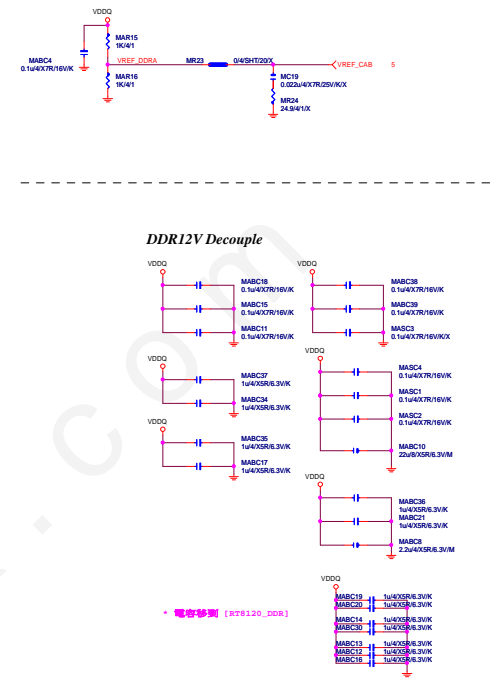 VDDQ
MAR15
1K/4/1
MABC4
0.1u/4/X7R/16V/K
VREF_DDRA
MR23
0/4/SHT/20/X
VREF_CAB
5
MAR16
1K/4/1
MC19
0.022u/4/X7R/25V/K/X
MR24
24.9/4/1/X
DDR12V Decouple
VDDQ
MABC18
0.1u/4/X7R/16V/K
MABC15
0.1u/4/X7R/16V/K
MABC11
0.1u/4/X7R/16V/K
VDDQ
MABC38
0.1u/4/X7R/16V/K
MABC39
0.1u/4/X7R/16V/K
MASC3
0.1u/4/X7R/16V/K/X
VDDQ
MABC37
1u/4/X5R/6.3V/K
MABC34
1u/4/X5R/6.3V/K
VDDQ
MASC4
0.1u/4/X7R/16V/K
MASC1
0.1u/4/X7R/16V/K
MASC2
0.1u/4/X7R/16V/K
MABC10
22u/8/X5R/6.3V/M
VDDQ
MABC35
1u/4/X5R/6.3V/K
MABC17
1u/4/X5R/6.3V/K
VDDQ
MABC36
1u/4/X5R/6.3V/K
MABC21
1u/4/X5R/6.3V/K
MABC8
2.2u/4/X5R/6.3V/M
VDDQ
MABC19 1u/4/X5R/6.3V/K
MABC20 1u/4/X5R/6.3V/K
MABC14 1u/4/X5R/6.3V/K
MABC30 1u/4/X5R/6.3V/K
MABC13 1u/4/X5R/6.3V/K
MABC12 1u/4/X5R/6.3V/K
MABC16 1u/4/X5R/6.3V/K
* 電容移到 [RT8120_DDR]
.com